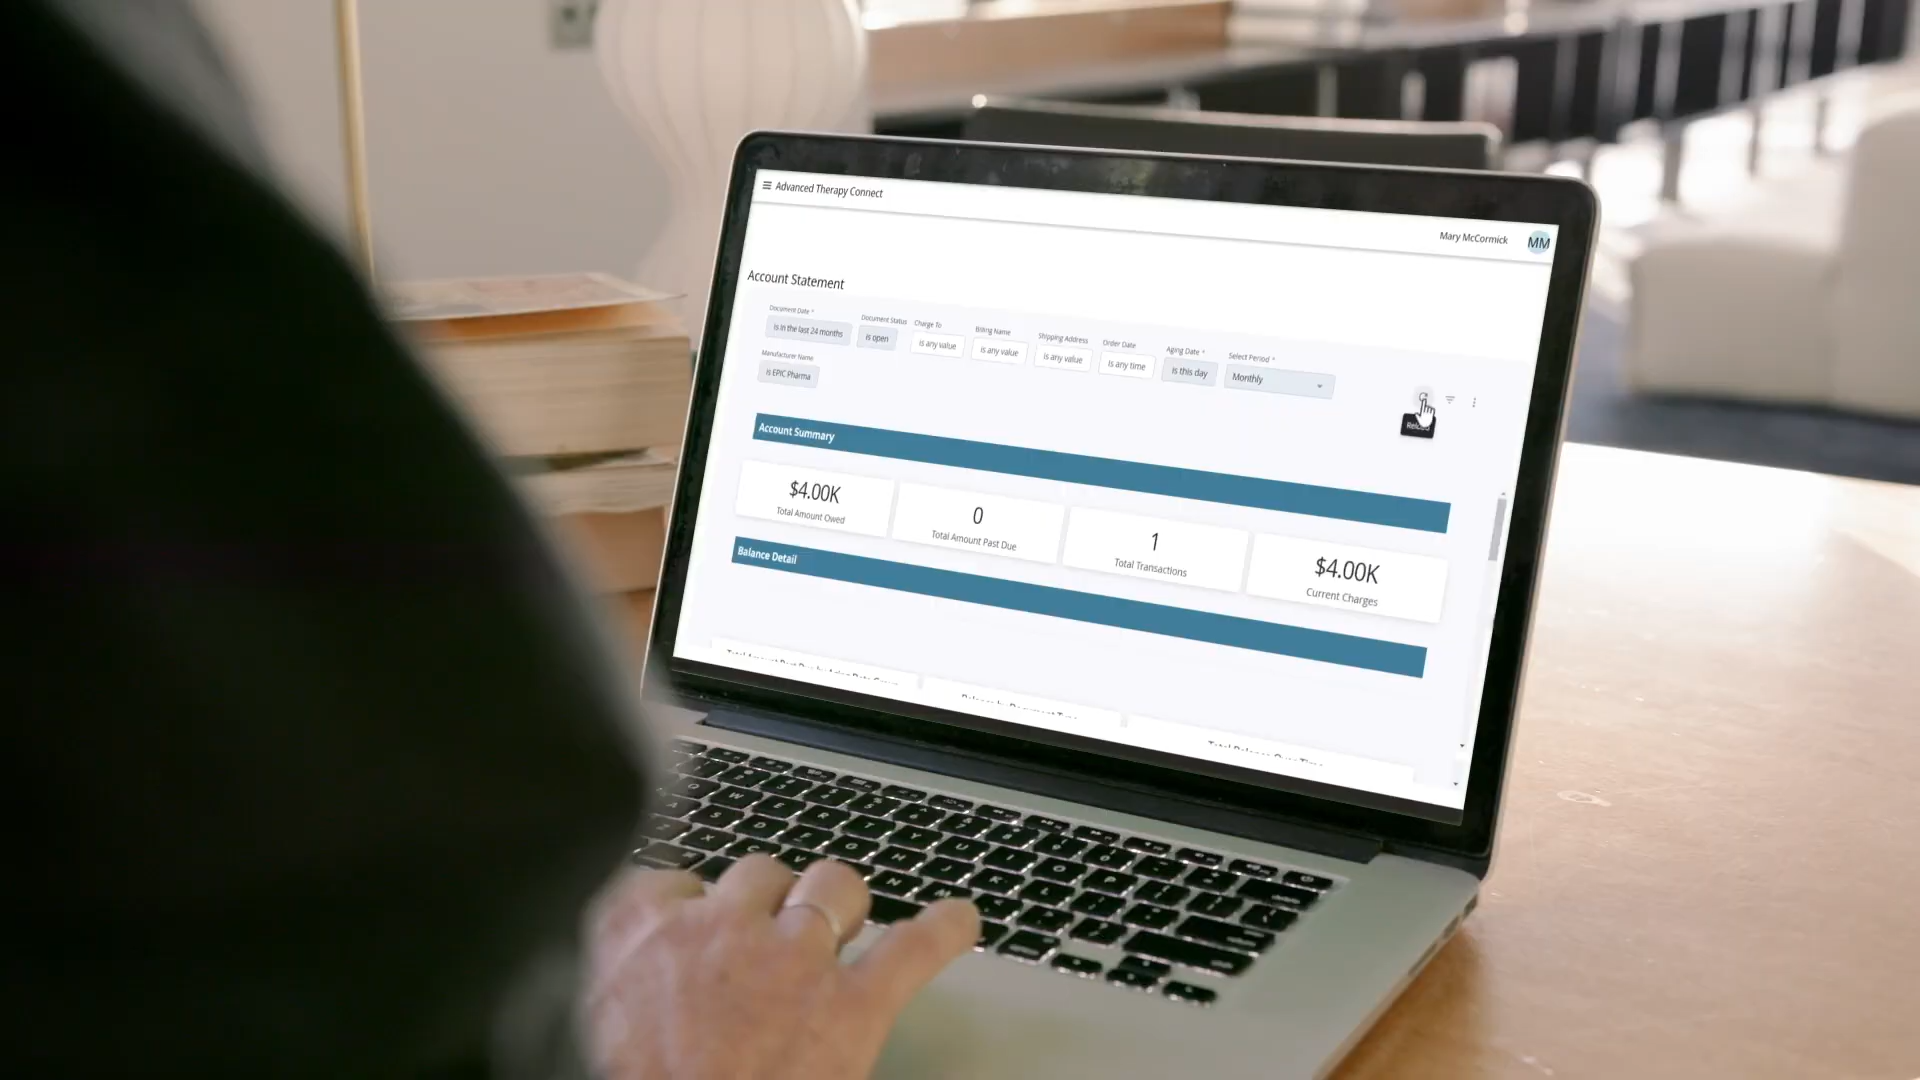 Advanced Therapy Connect
Mary McCormick
MM
Account Statement
Document Date *
is in the last 24 months
Document Status
is open
Charge To
is any value
Billing Name
is any value
Shipping Address
is any value
Order Date
is any time
Aging Date *
is this day
Select Period *
Monthly
Manufacturer Name
is EPIC Pharma
Account Summary
$4.00K
Total Amount Owed
0
Total Amount Past Due
1
Total Transactions
$4.00K
Current Charges
Balance Detail